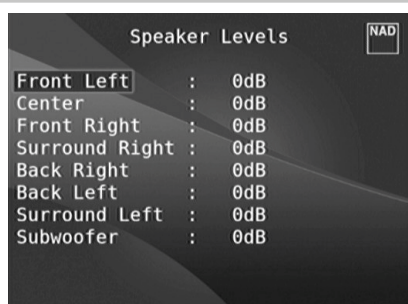 Speaker Levels
NAD
Front Left : 0dB
Center : 0dB
Front Right : 0dB
Surround Right : 0dB
Back Right : 0dB
Back Left : 0dB
Surround Left : 0dB
Subwoofer : 0dB